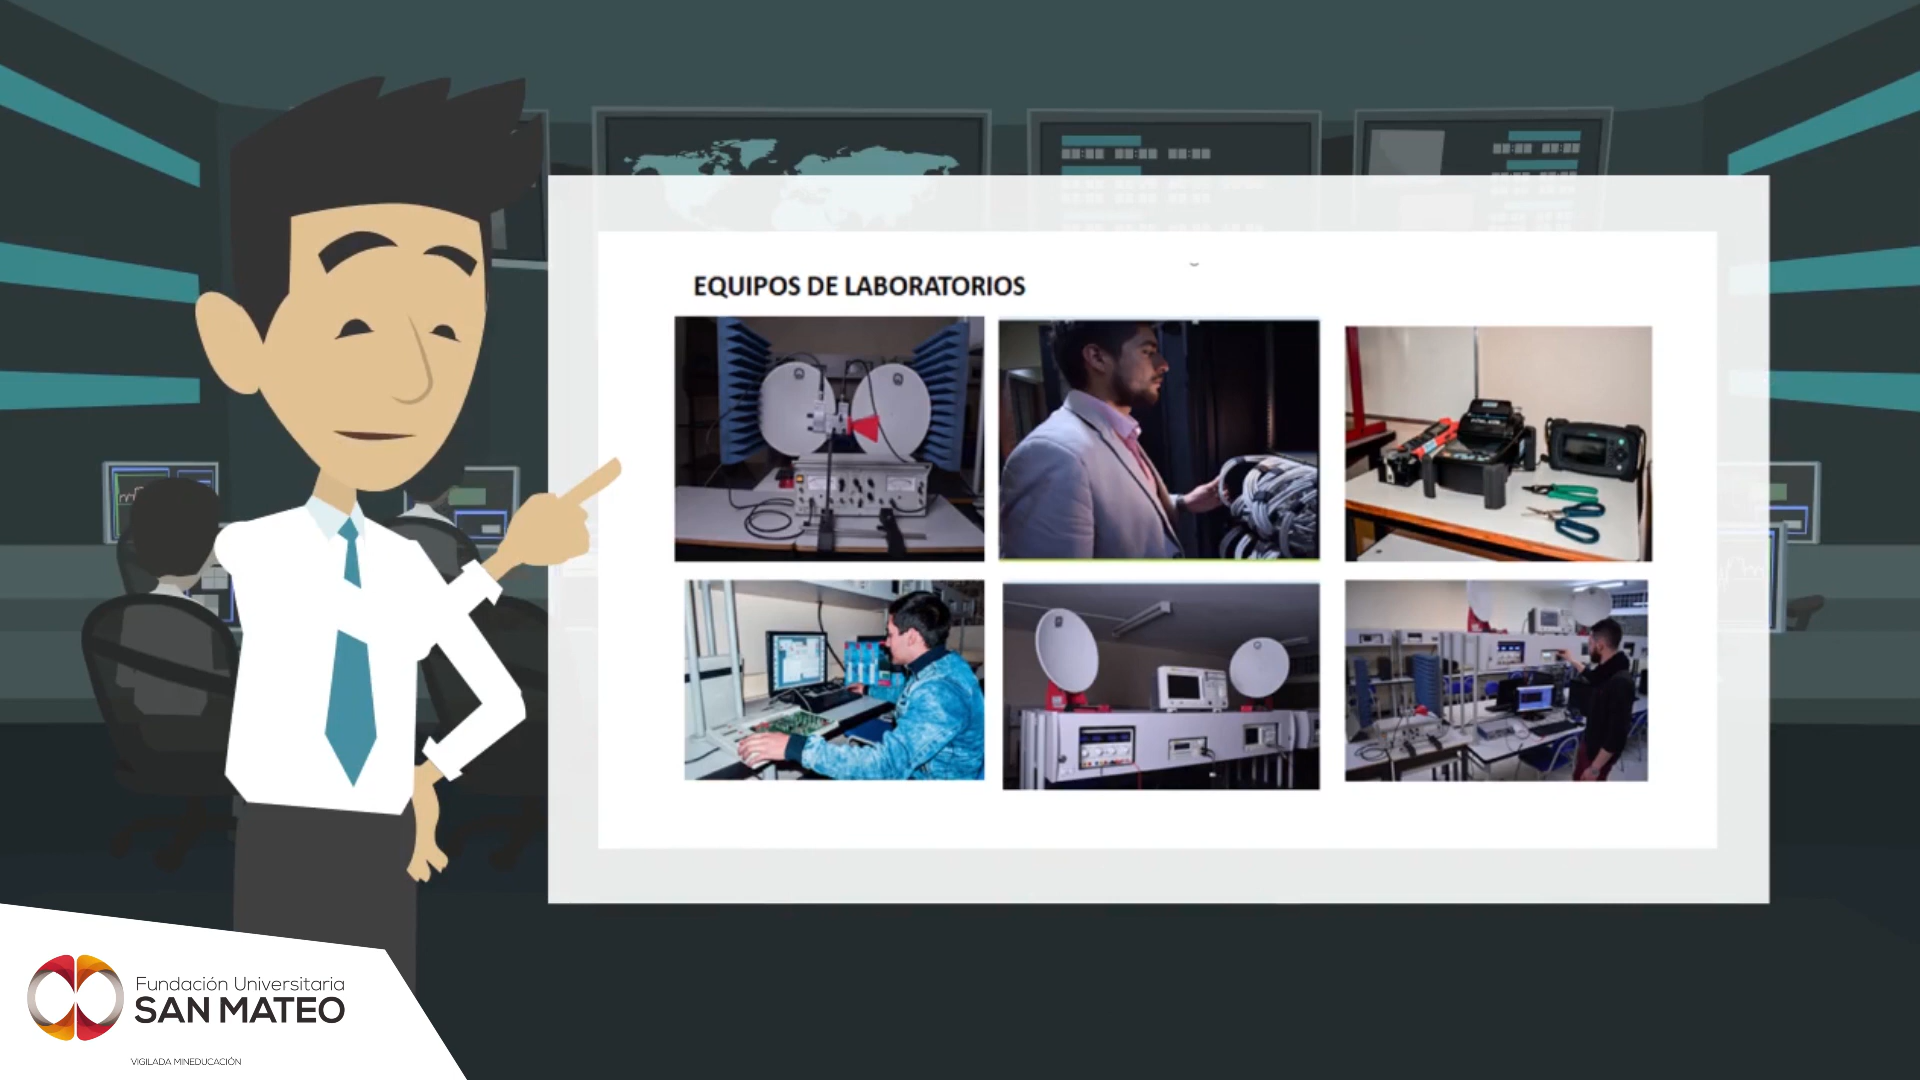 EQUIPOS DE LABORATORIOS
Fundación Universitaria
SAN MATEO
VIGILADA MINEDUCACIÓN